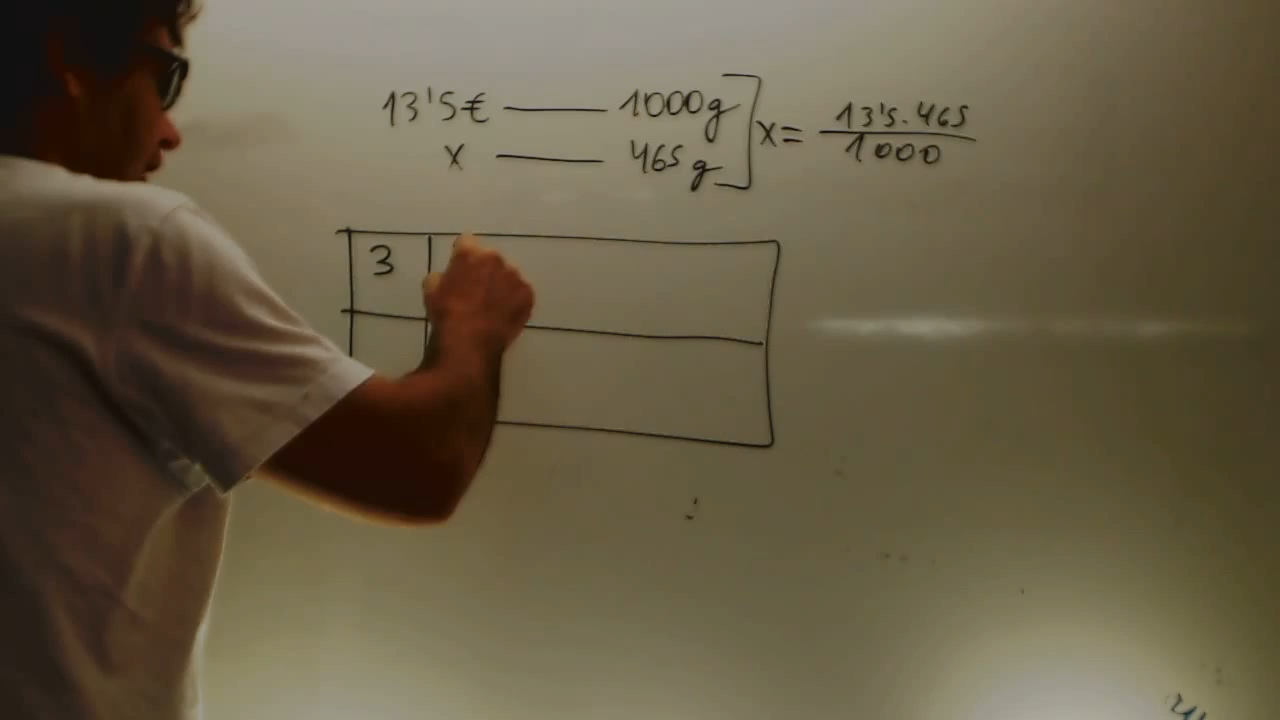 13'5€ — 1000g
x — 465g
x = 13'5.465
1000
3